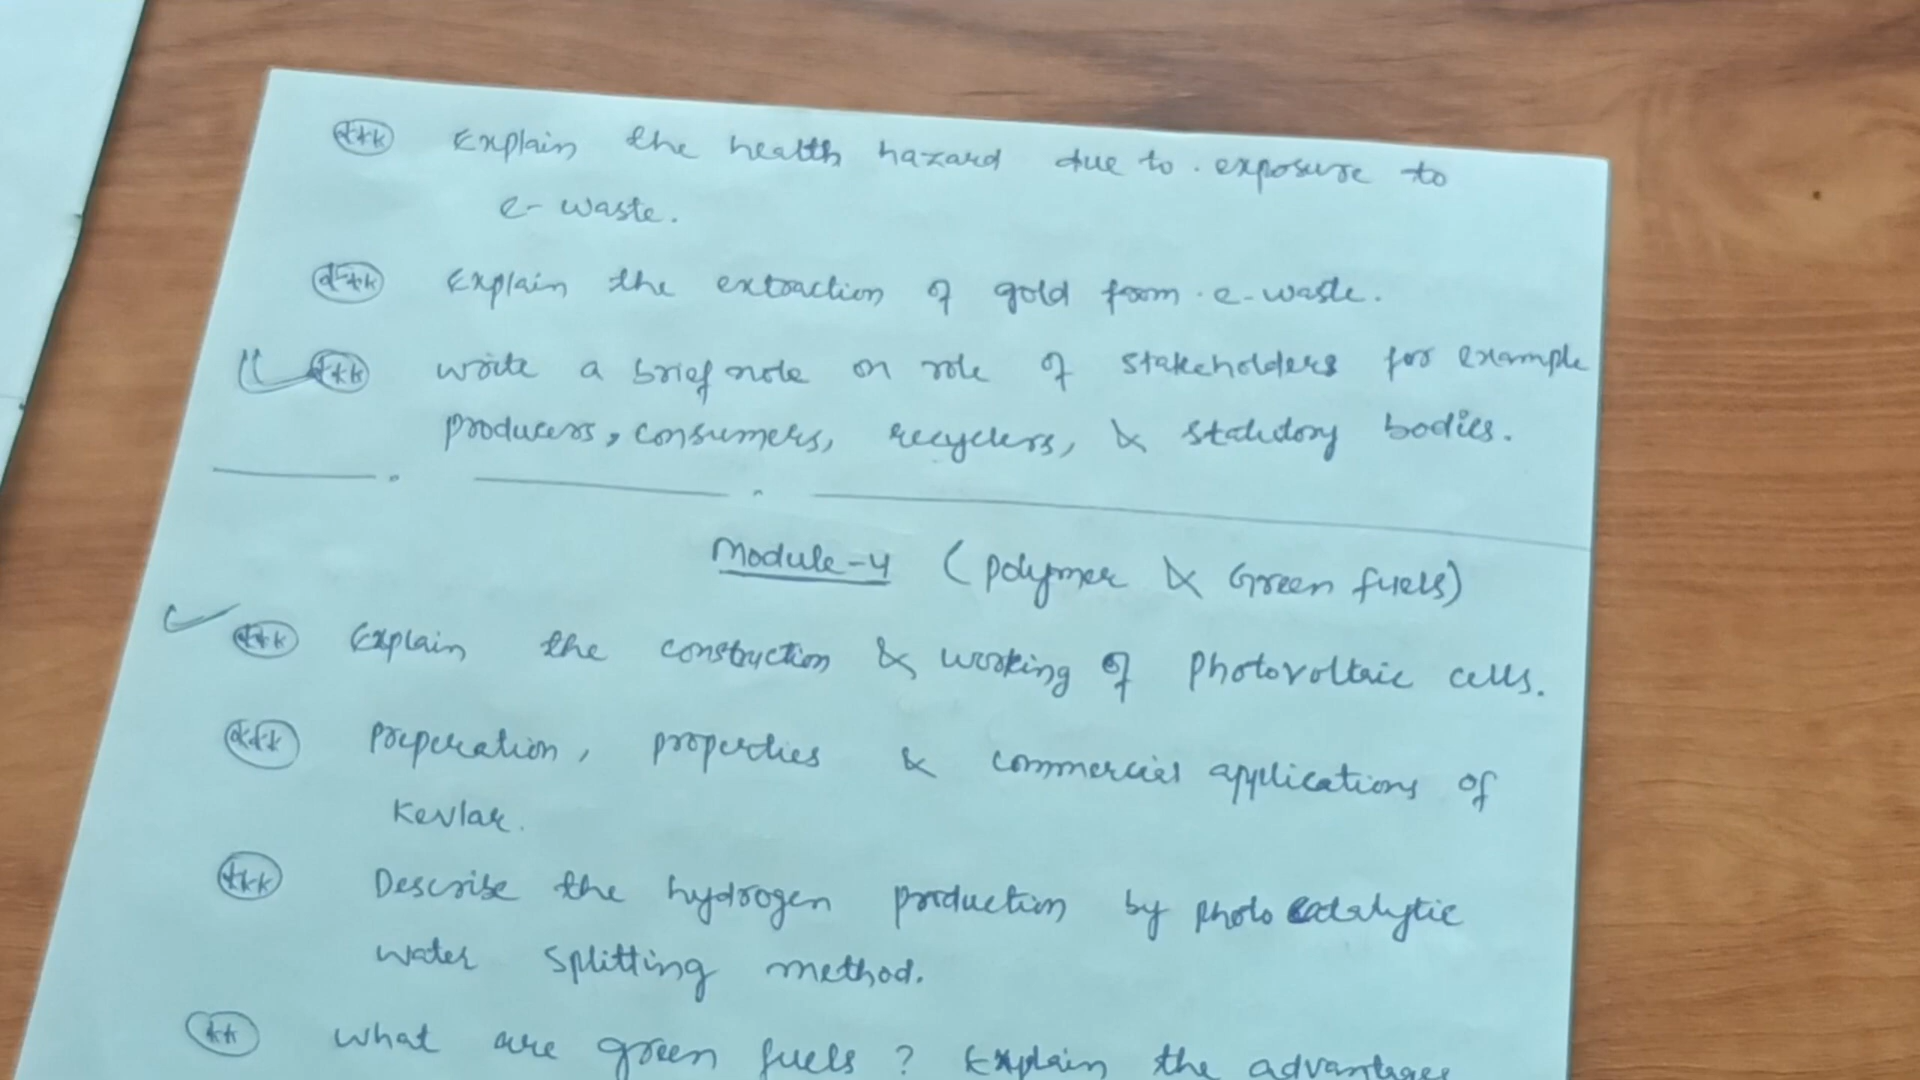 *** Explain the health hazard due to exposure to
e-waste.
*** Explain the extraction of gold from e-waste.
*** write a brief note on role of stakeholders for example
producers, consumers, recyclers, & statutory bodies.
Module-4 (polymer & Green fuels)
*** Explain the construction & working of photovoltaic cells.
*** preperation, properties & commercial applications of
Kevlar.
*** Describe the hydrogen production by photo catalytic
water splitting method.
** what are green fuels? Explain the advantages